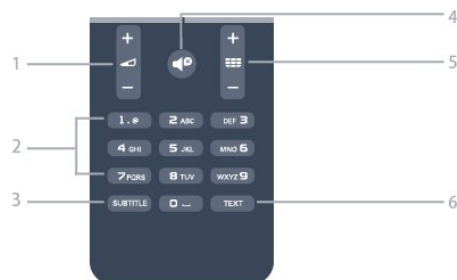 4
+ +
1 5
- -
1 . @ 2 ABC DEF 3
2
4 GHI 5 JKL MNO 6
7 PQRS 8 TUV WXYZ 9
3 SUBTITLE 0 ⎵ TEXT 6